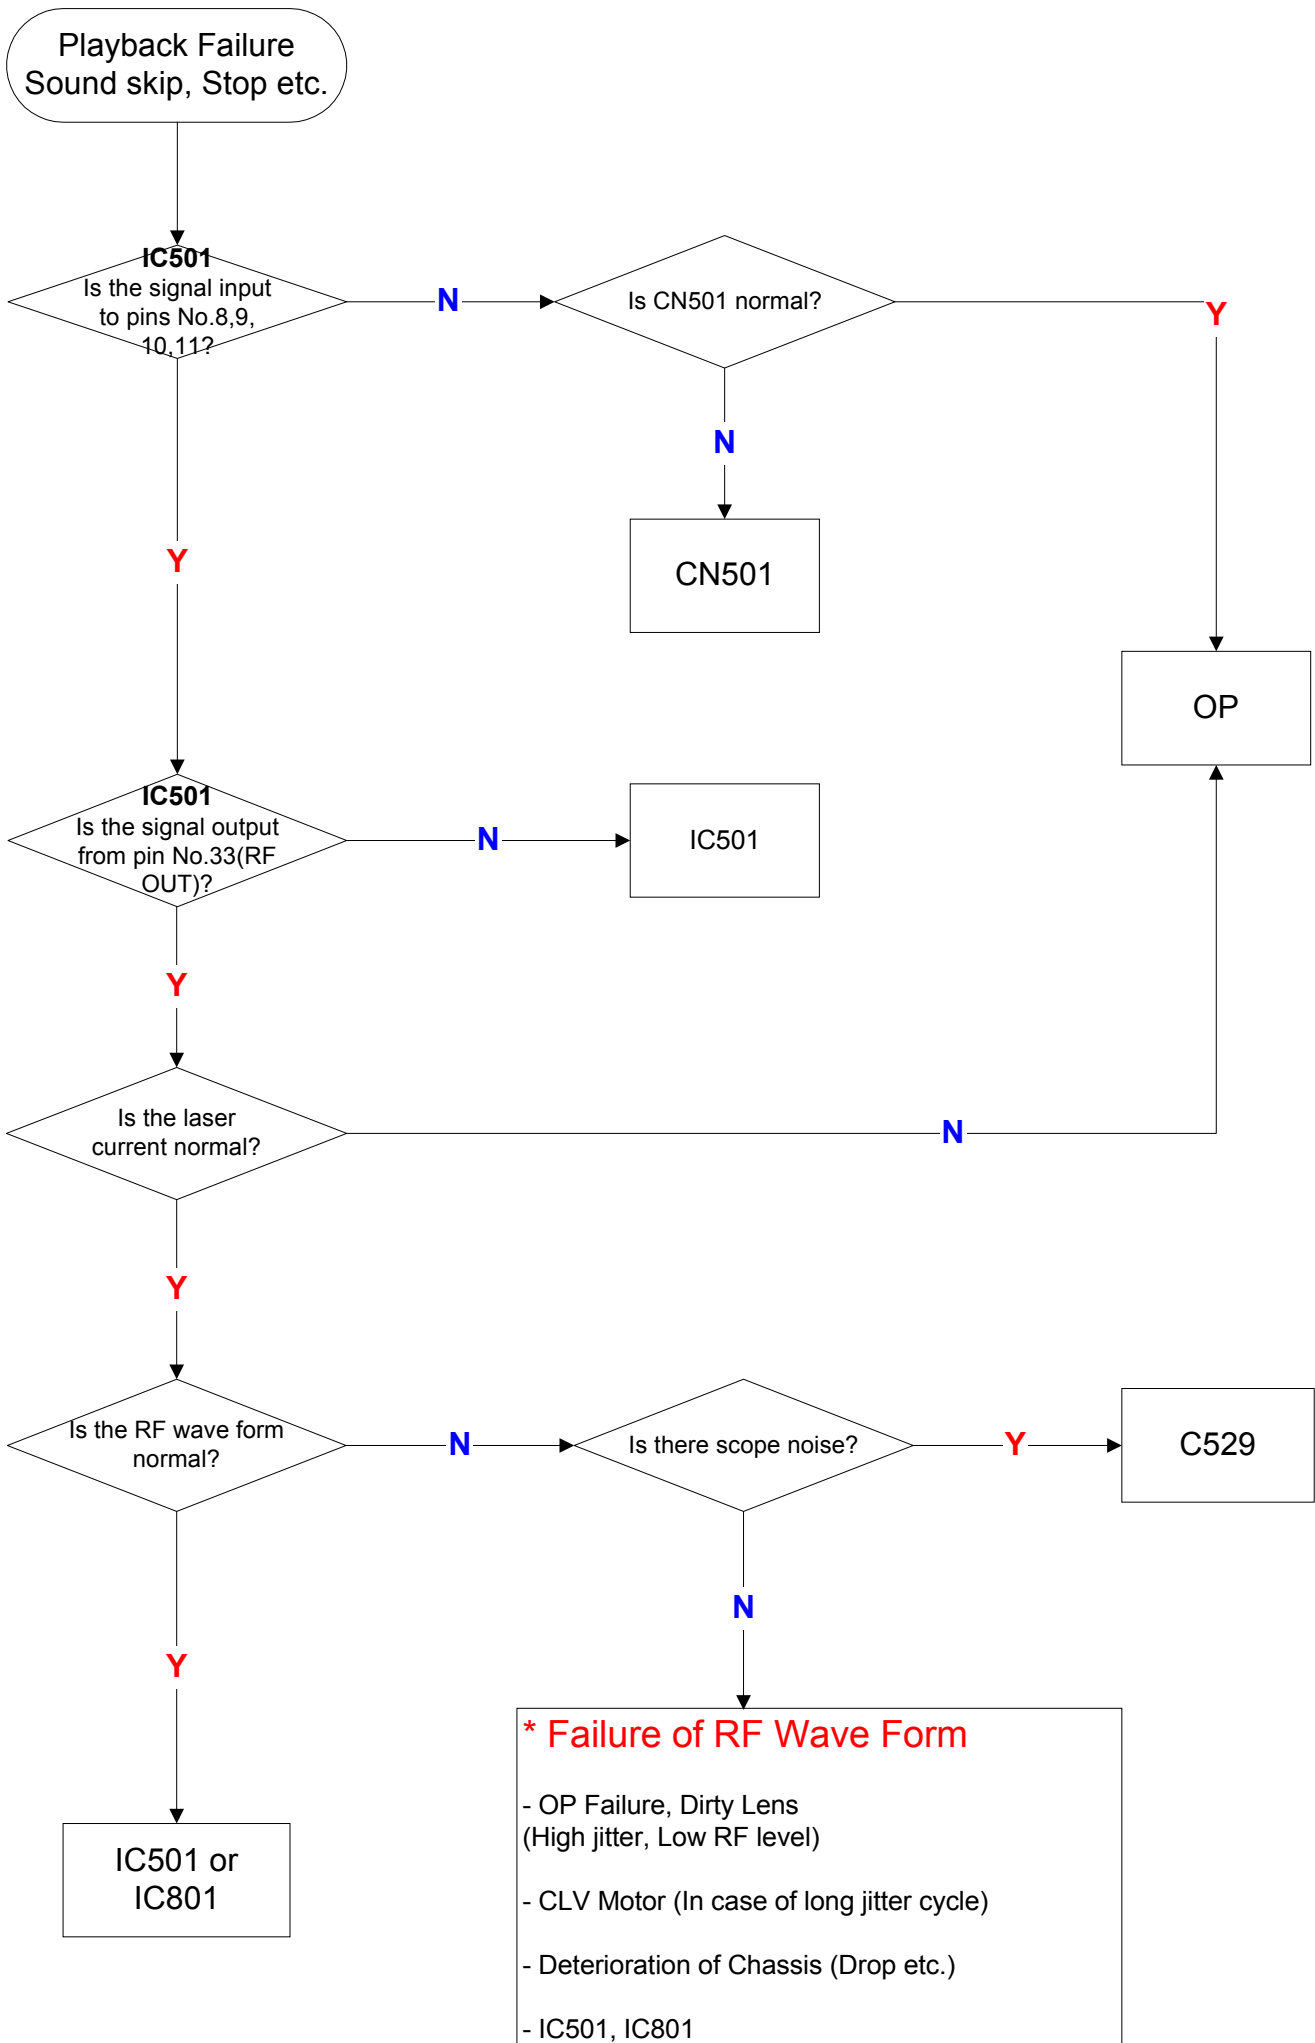 Playback Failure
Sound skip, Stop etc.
IC501
Is the signal input
to pins No.8,9,
10,11?
N
Is CN501 normal?
Y
N
CN501
Y
OP
IC501
Is the signal output
from pin No.33(RF
OUT)?
N
IC501
Y
Is the laser
current normal?
N
Y
Is the RF wave form
normal?
N
Is there scope noise?
Y
C529
N
Y
* Failure of RF Wave Form
- OP Failure, Dirty Lens
(High jitter, Low RF level)
- CLV Motor (In case of long jitter cycle)
- Deterioration of Chassis (Drop etc.)
- IC501, IC801
IC501 or
IC801